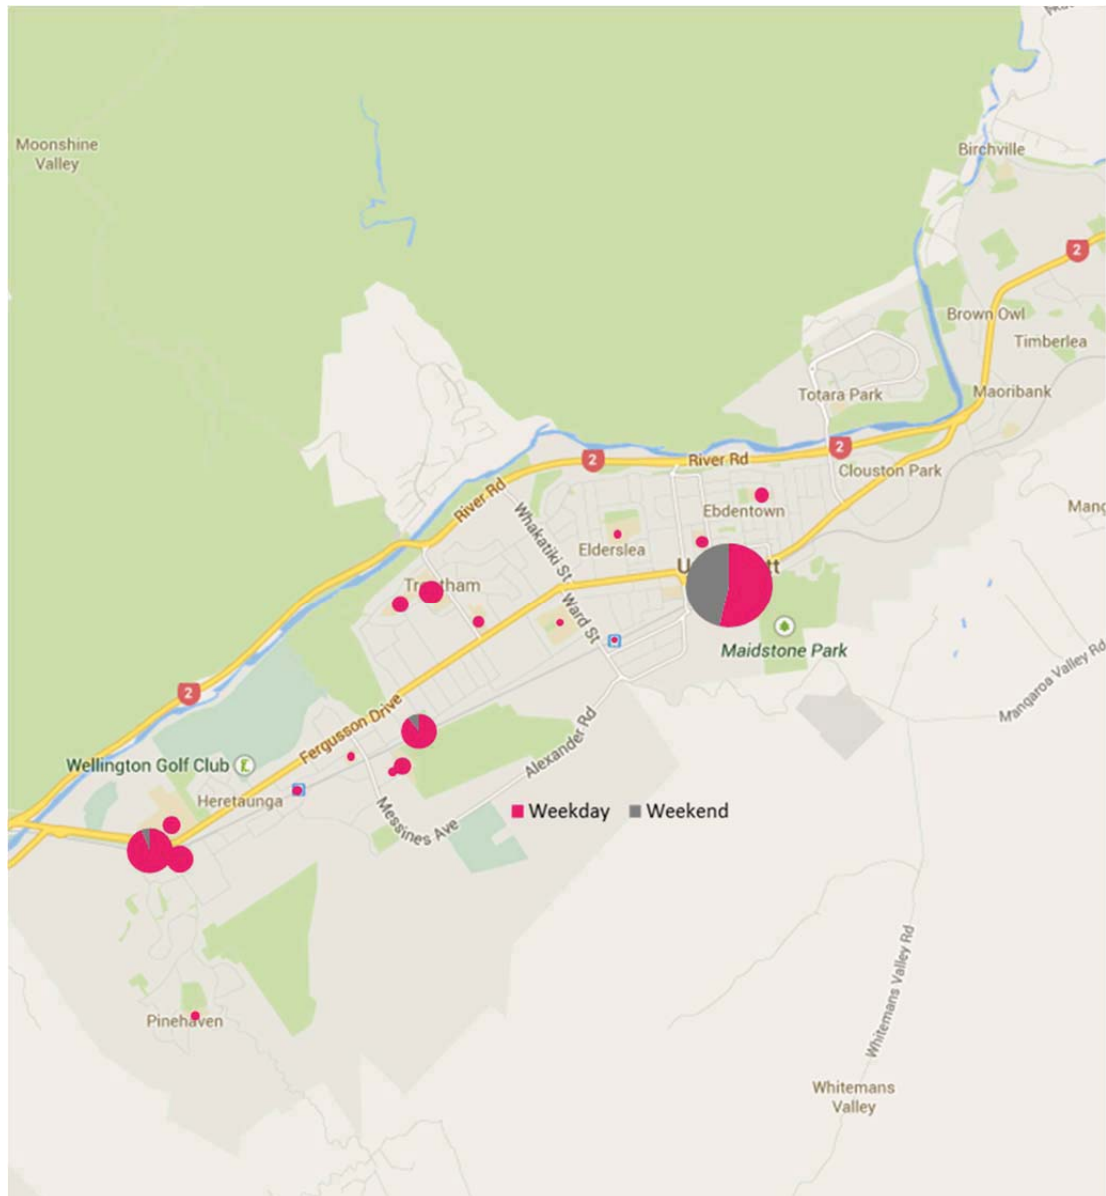 Moonshine
Valley
Birchville
2
Brown Owl
Timberlea
Totara Park
Maoribank
2
2
River Rd
Clouston Park
River Rd
Ebdentown
Whakatiki St
Elderslea
Trentham
Ward St
Maidstone Park
Mangaroa Valley Rd
2
Fergusson Drive
Alexander Rd
Wellington Golf Club
Heretaunga
Messines Ave
Weekday
Weekend
Whitemans Valley Rd
Pinehaven
Whitemans
Valley